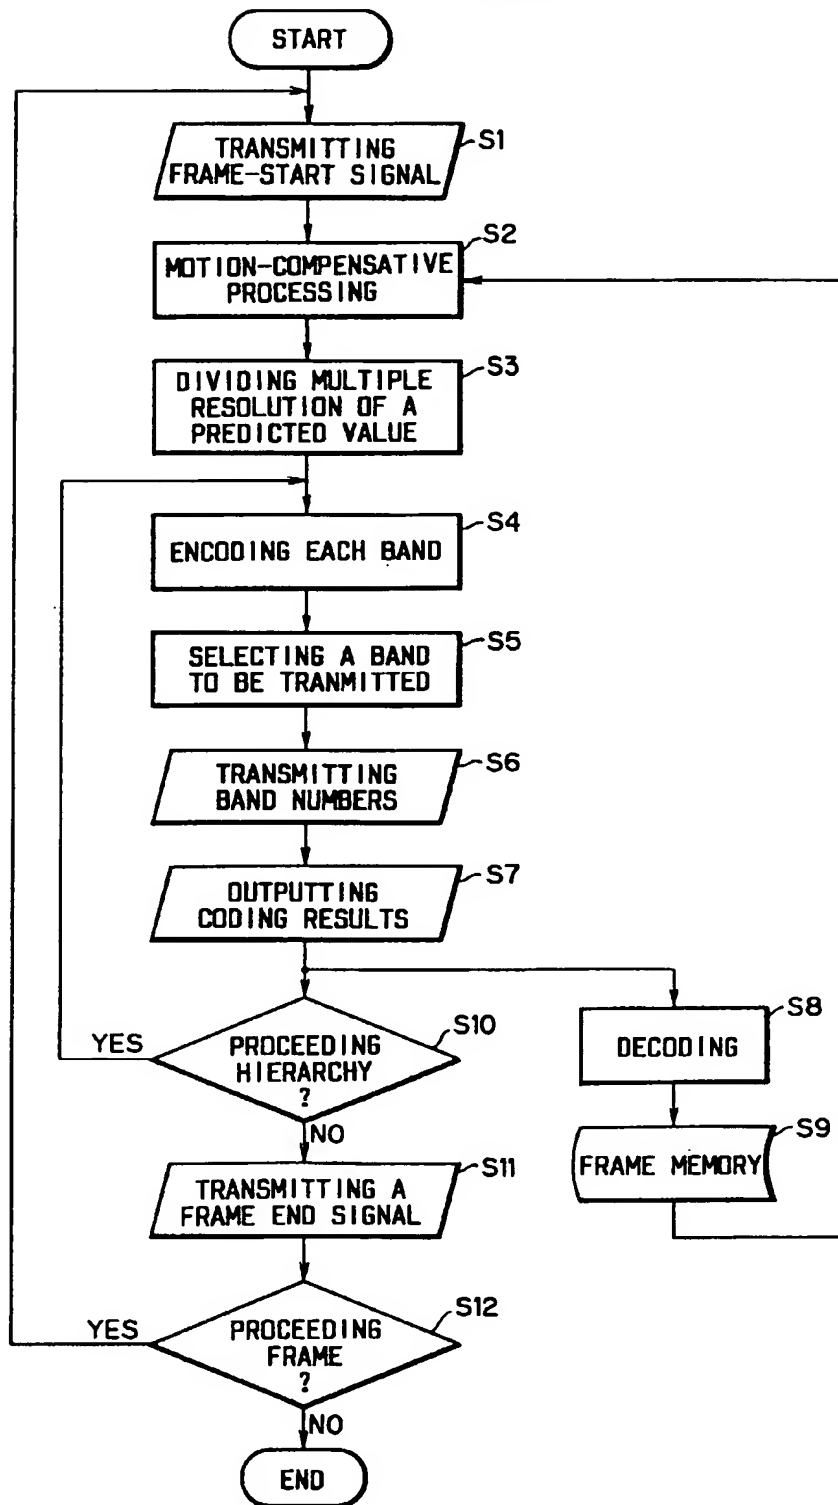 START
TRANSMITTING
FRAME-START SIGNAL
S1
MOTION-COMPENSATIVE
PROCESSING
S2
DIVIDING MULTIPLE
RESOLUTION OF A
PREDICTED VALUE
S3
ENCODING EACH BAND
S4
SELECTING A BAND
TO BE TRANMITTED
S5
TRANSMITTING
BAND NUMBERS
S6
OUTPUTTING
CODING RESULTS
S7
PROCEEDING
HIERARCHY
?
S10
YES
NO
DECODING
S8
FRAME MEMORY
S9
TRANSMITTING A
FRAME END SIGNAL
S11
PROCEEDING
FRAME
?
S12
YES
NO
END